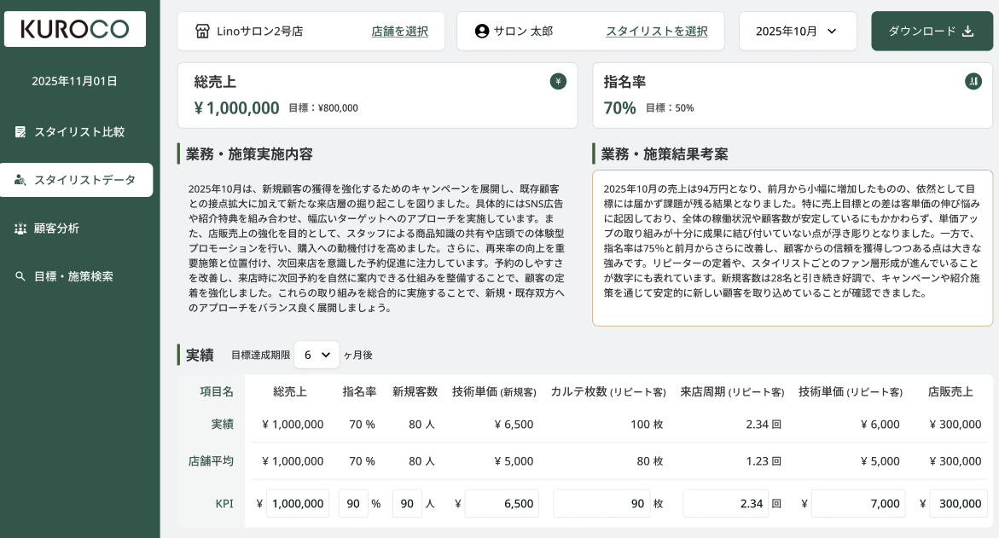 KUROCO
2025年11月01日
スタイリスト比較
スタイリストデータ
顧客分析
目標・施策検索
Linoサロン2号店 店舗を選択
サロン 太郎 スタイリストを選択
2025年10月
ダウンロード
総売上
¥ 1,000,000 目標：¥800,000
指名率
70% 目標：50%
業務・施策実施内容
2025年10月は、新規顧客の獲得を強化するためのキャンペーンを展開し、既存顧客
との接点拡大に加えて新たな来店層の掘り起こしを図りました。具体的にはSNS広告
や紹介特典を組み合わせ、幅広いターゲットへのアプローチを実施しています。ま
た、店販売上の強化を目的として、スタッフによる商品知識の共有や店頭での体験型
プロモーションを行い、購入への動機付けを高めました。さらに、再来率の向上を重
要施策と位置付け、次回来店を意識した予約促進に注力しています。予約のしやすさ
を改善し、来店時に次回予約を自然に案内できる仕組みを整備することで、顧客の定
着を強化しました。これらの取り組みを総合的に実施することで、新規・既存双方へ
のアプローチをバランス良く展開しましょう。
業務・施策結果考案
2025年10月の売上は94万円となり、前月から小幅に増加したものの、依然として目
標には届かず課題が残る結果となりました。特に売上目標との差は客単価の伸び悩み
に起因しており、全体の稼働状況や顧客数が安定しているにもかかわらず、単価アッ
プの取り組みが十分に成果に結び付いていない点が浮き彫りとなりました。一方で、
指名率は75%と前月からさらに改善し、顧客からの信頼を獲得しつつある点は大きな
強みです。リピーターの定着や、スタイリストごとのファン層形成が進んでいること
が数字にも表れています。新規客数は28名と引き続き好調で、キャンペーンや紹介施
策を通じて安定的に新しい顧客を取り込めていることが確認できました。
実績 目標達成期限 6 ヶ月後
項目名 総売上 指名率 新規客数 技術単価 (新規客) カルテ枚数 (リピート客) 来店周期 (リピート客) 技術単価 (リピート客) 店販売上
実績 ¥ 1,000,000 70 % 80 人 ¥ 6,500 100 枚 2.34 回 ¥ 6,000 ¥ 300,000
店舗平均 ¥ 1,000,000 70 % 80 人 ¥ 5,000 80 枚 1.23 回 ¥ 5,000 ¥ 300,000
KPI ¥ 1,000,000 90 % 90 人 ¥ 6,500 90 枚 2.34 回 ¥ 7,000 ¥ 300,000